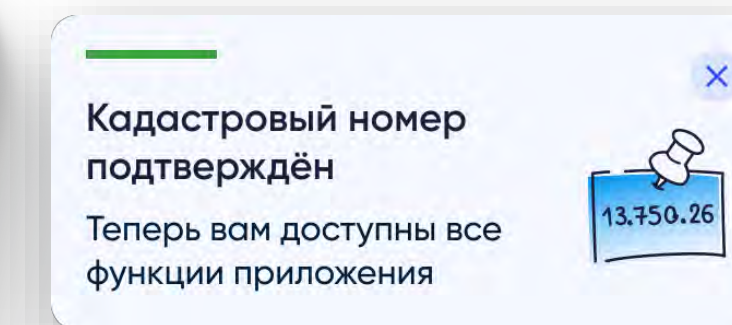 Кадастровый номер
подтверждён
Теперь вам доступны все
функции приложения
13.750.26